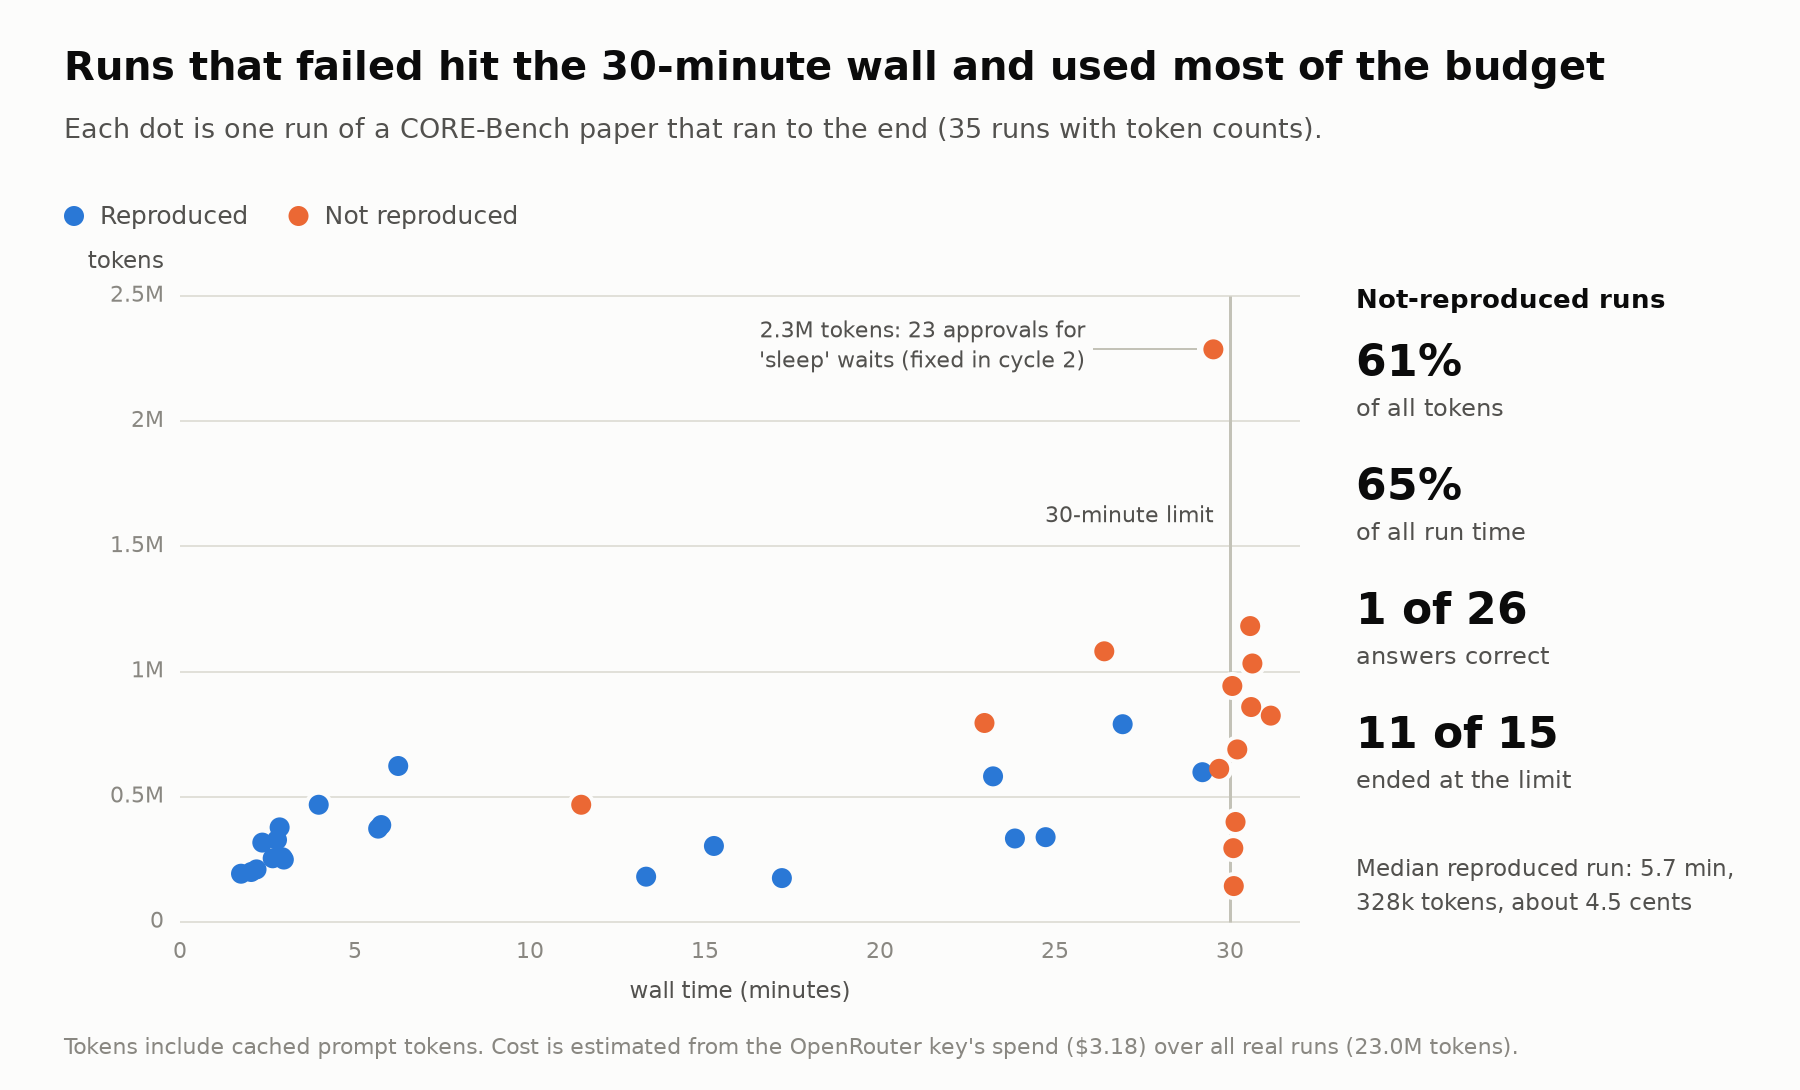 Runs that failed hit the 30-minute wall and used most of the budget
Each dot is one run of a CORE-Bench paper that ran to the end (35 runs with token counts).
Reproduced
Not reproduced
tokens
2.5M
2M
1.5M
1M
0.5M
0
2.3M tokens: 23 approvals for
'sleep' waits (fixed in cycle 2)
30-minute limit
0
5
10
15
20
25
30
wall time (minutes)
Not-reproduced runs
61%
of all tokens
65%
of all run time
1 of 26
answers correct
11 of 15
ended at the limit
Median reproduced run: 5.7 min,
328k tokens, about 4.5 cents
Tokens include cached prompt tokens. Cost is estimated from the OpenRouter key's spend ($3.18) over all real runs (23.0M tokens).